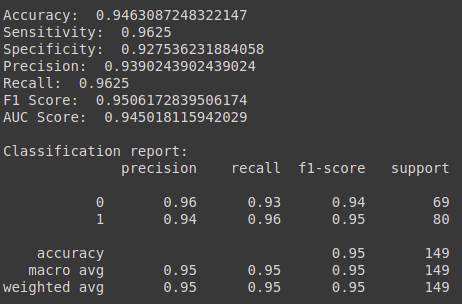 Accuracy:  0.9463087248322147
Sensitivity:  0.9625
Specificity:  0.927536231884058
Precision:  0.9390243902439024
Recall:  0.9625
F1 Score:  0.9506172839506174
AUC Score:  0.945018115942029

Classification report:
              precision    recall  f1-score   support

           0       0.96      0.93      0.94        69
           1       0.94      0.96      0.95        80

    accuracy                           0.95       149
   macro avg       0.95      0.95      0.95       149
weighted avg       0.95      0.95      0.95       149